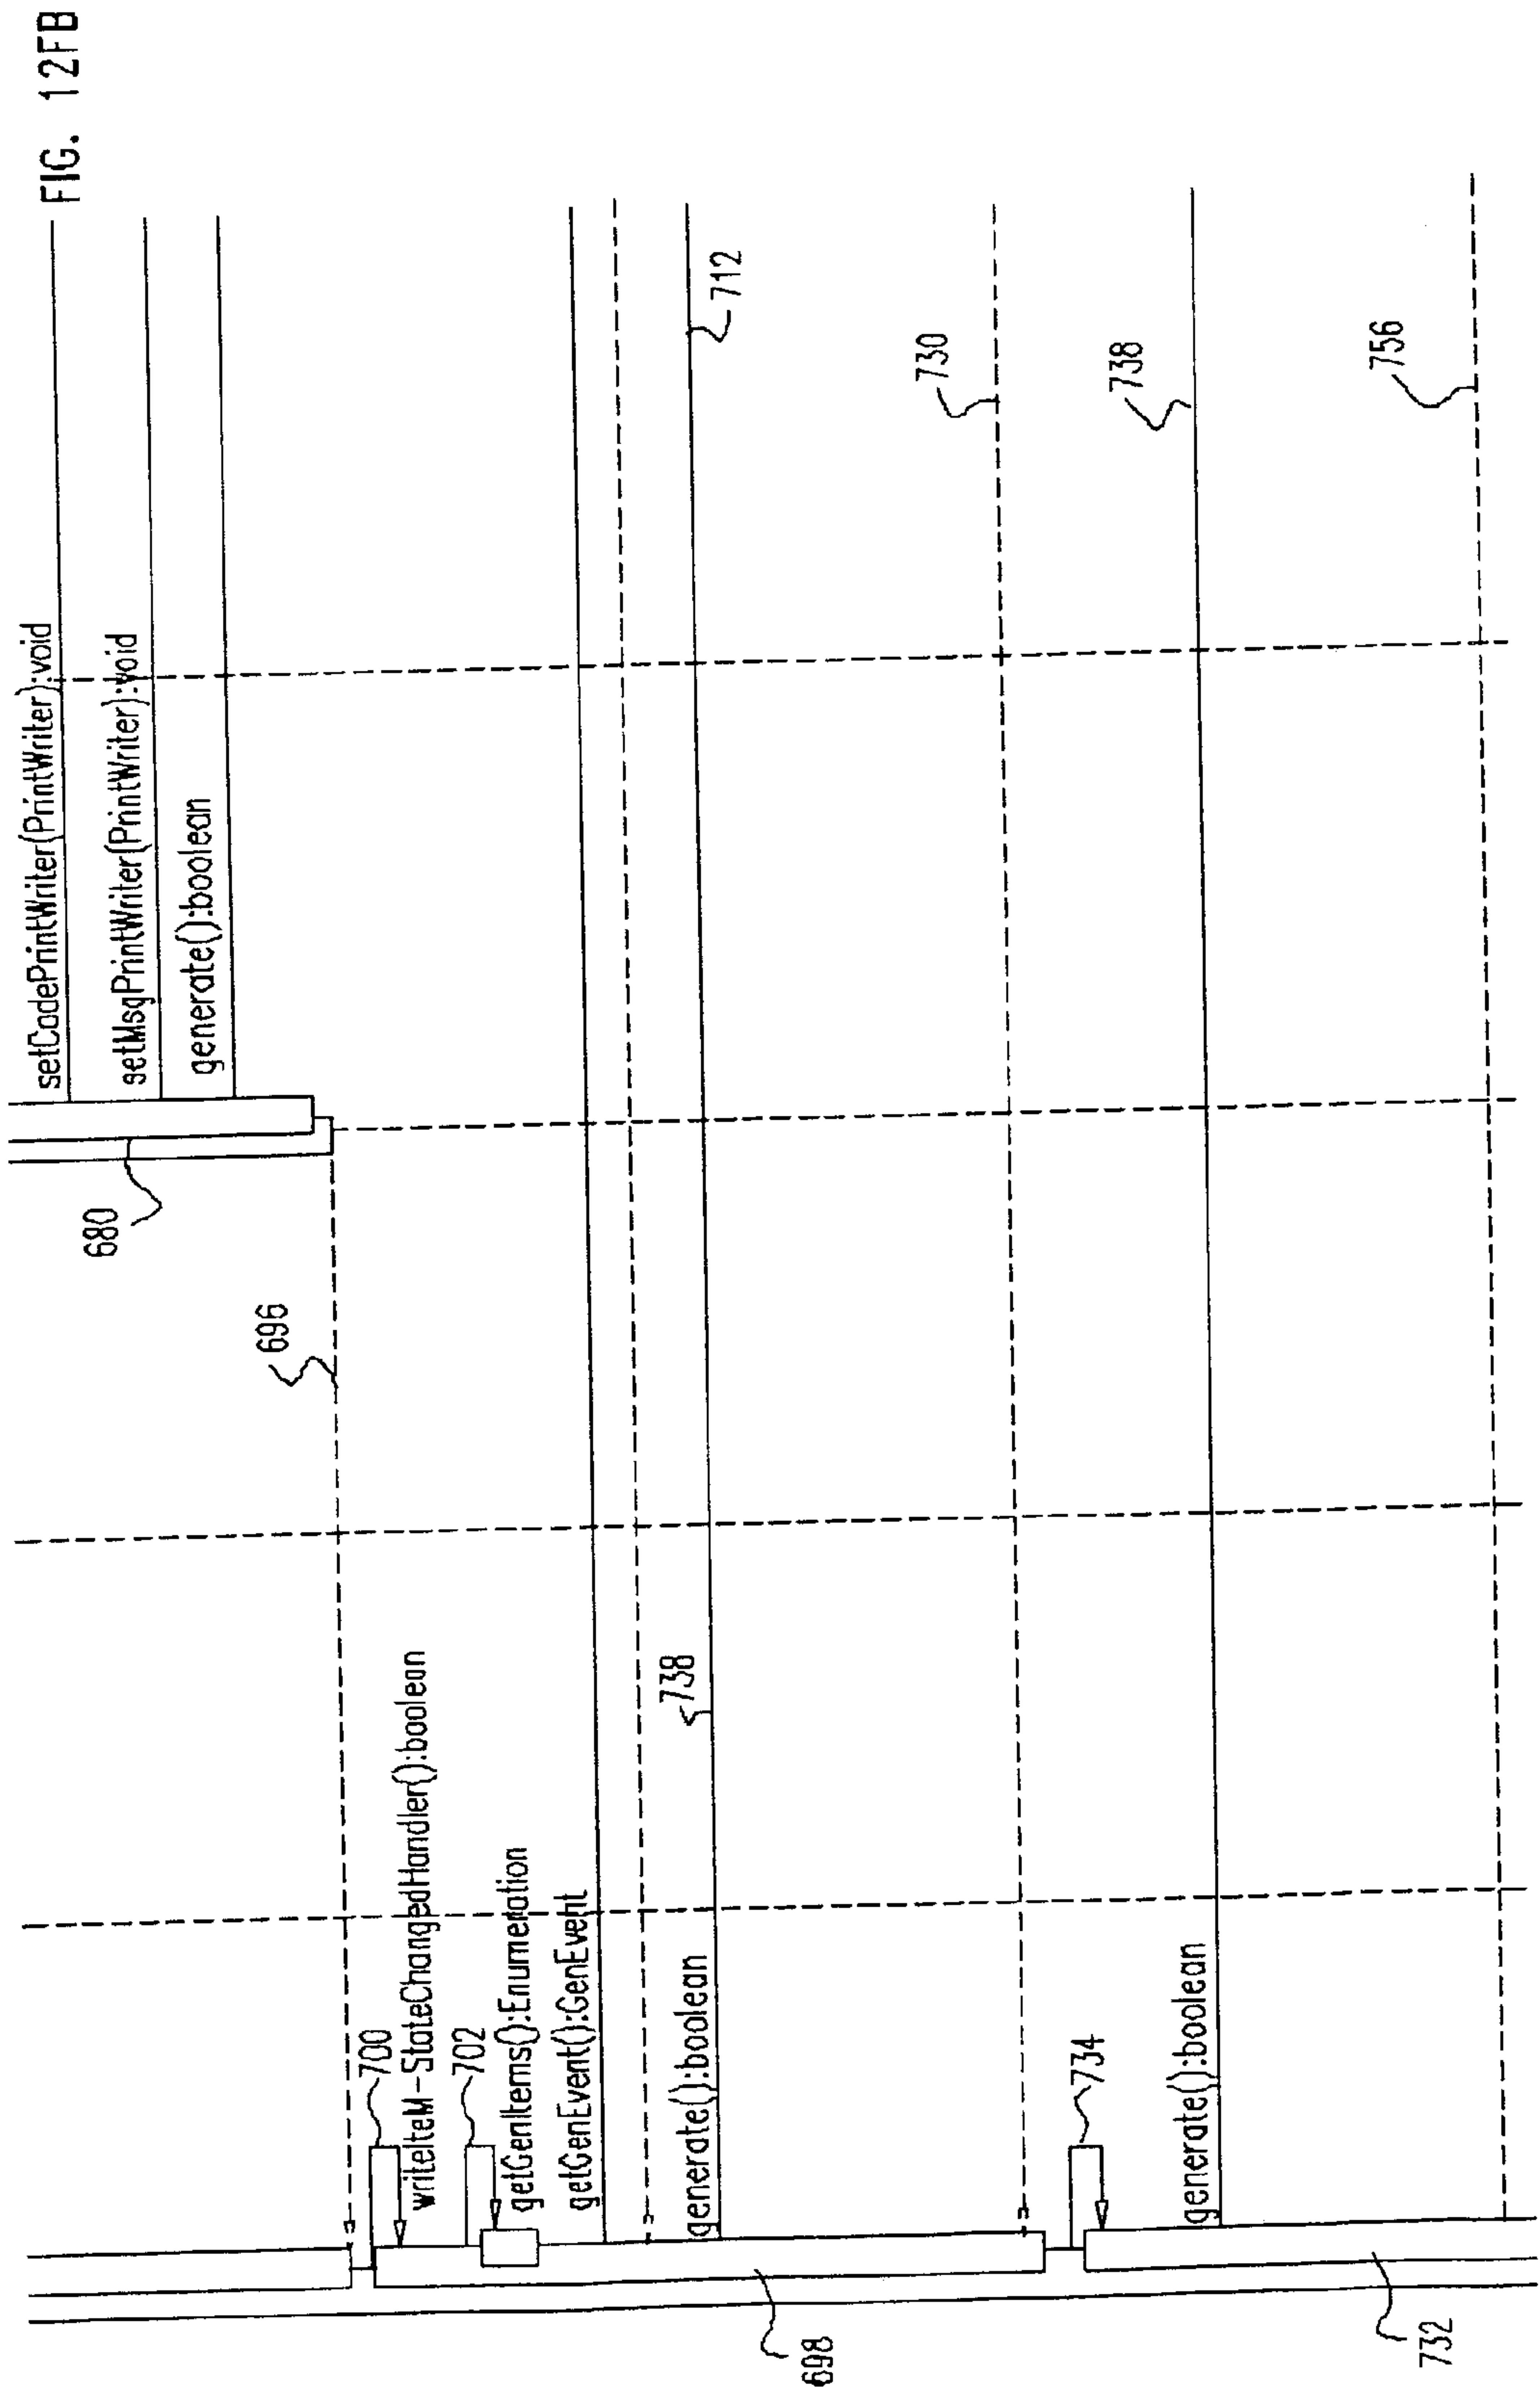 FIG. 12FB
setCodePrintWriter(PrintWriter):void
setMsgPrintWriter(PrintWriter):void
generate():boolean
680
696
700
writeIteM-StateChangedHandler():boolean
702
getGenItems():Enumeration
getGenEvent():GenEvent
738
712
generate():boolean
698
730
734
738
generate():boolean
732
756